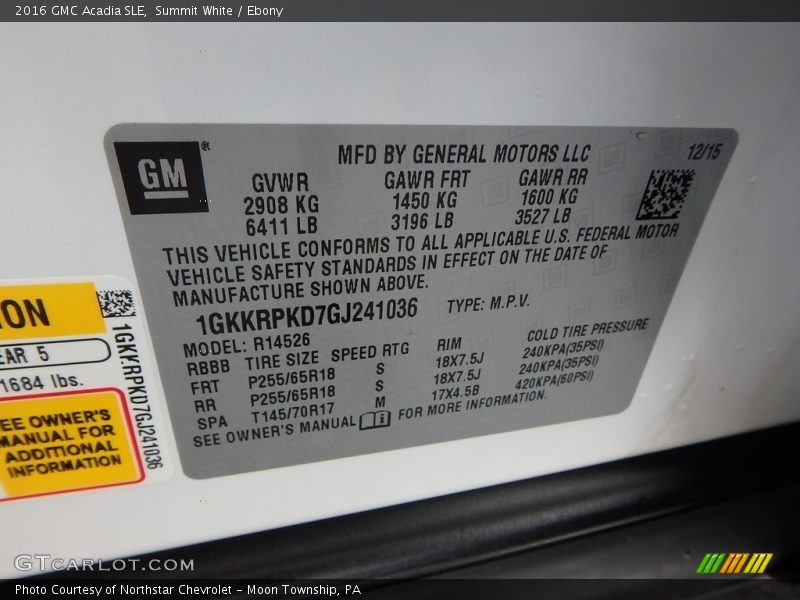 2016 GMC Acadia SLE, Summit White / Ebony
GM ®
MFD BY GENERAL MOTORS LLC 12/15
GVWR GAWR FRT GAWR RR
2908 KG 1450 KG 1600 KG
6411 LB 3196 LB 3527 LB
THIS VEHICLE CONFORMS TO ALL APPLICABLE U.S. FEDERAL MOTOR
VEHICLE SAFETY STANDARDS IN EFFECT ON THE DATE OF
MANUFACTURE SHOWN ABOVE.
1GKKRPKD7GJ241036 TYPE: M.P.V.
MODEL: R14526
RBBB TIRE SIZE SPEED RTG RIM COLD TIRE PRESSURE
FRT P255/65R18 S 18X7.5J 240KPA(35PSI)
RR P255/65R18 S 18X7.5J 240KPA(35PSI)
SPA T145/70R17 M 17X4.5B 420KPA(60PSI)
SEE OWNER'S MANUAL FOR MORE INFORMATION.
ION
EAR 5
1684 lbs.
EE OWNER'S
MANUAL FOR
ADDITIONAL
INFORMATION
1GKKRPKD7GJ241036
GTCARLOT.COM
Photo Courtesy of Northstar Chevrolet - Moon Township, PA